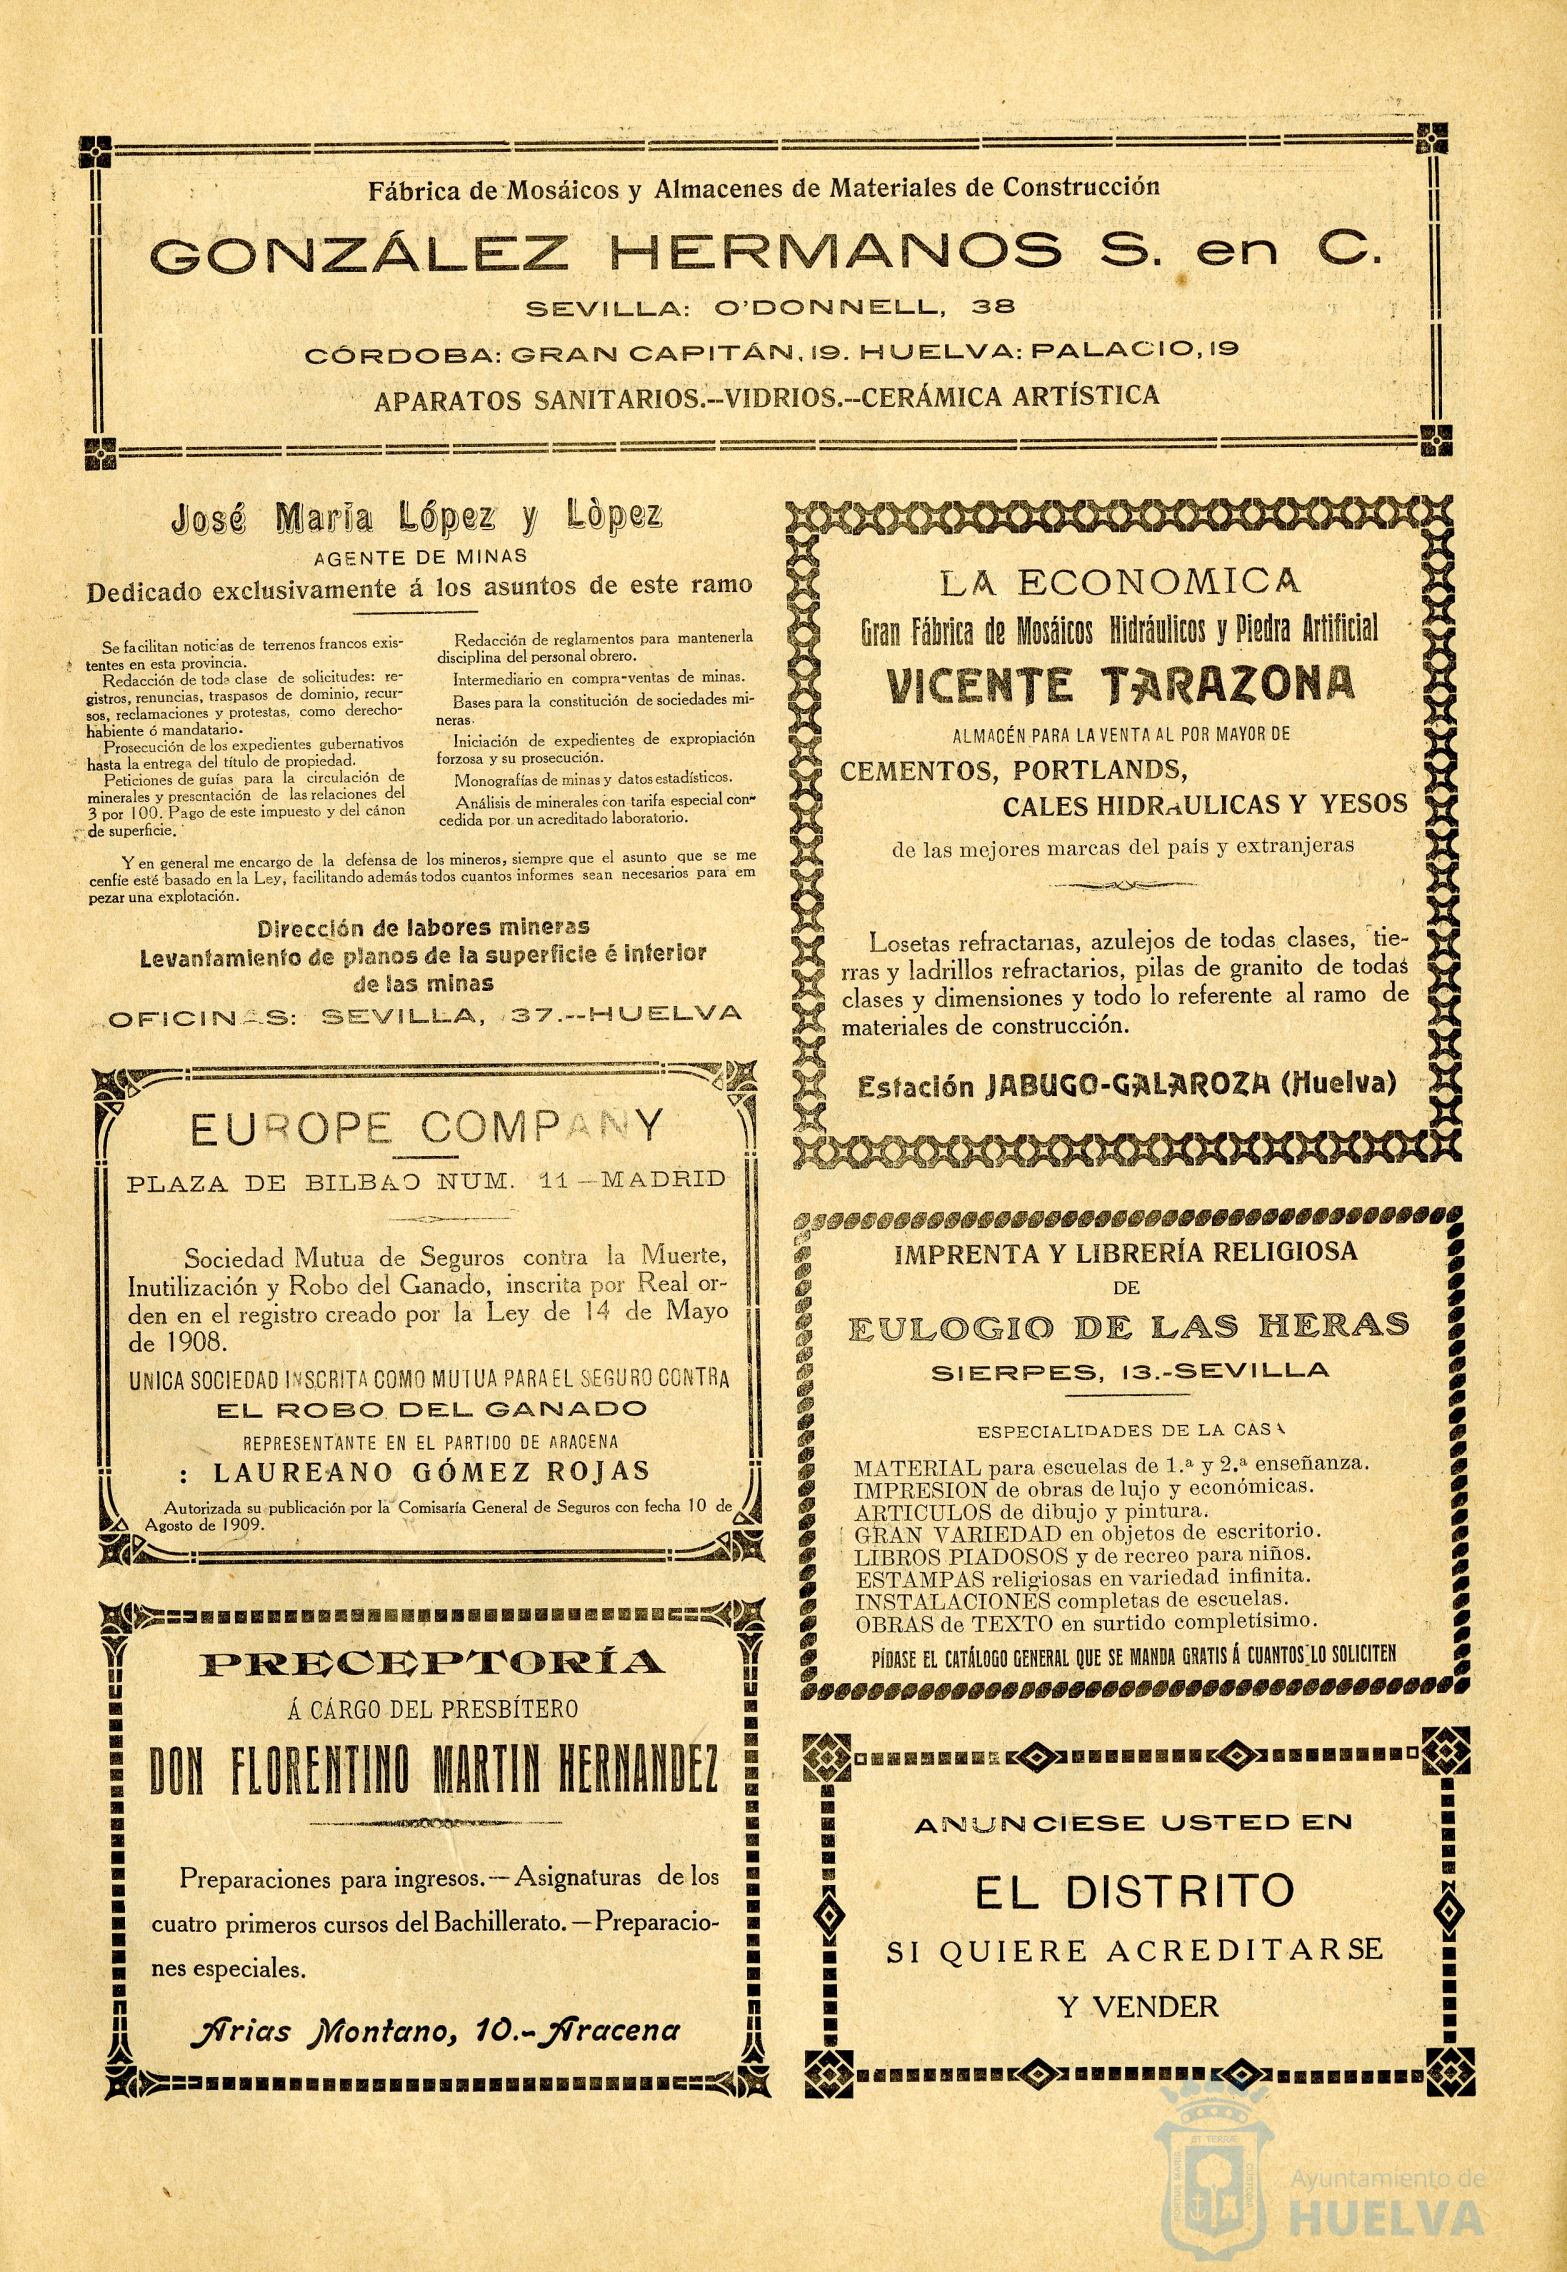 Fábrica de Mosáicos y Almacenes de Materiales de Construcción
GONZÁLEZ HERMANOS S. en C.
SEVILLA: O'DONNELL, 38
CÓRDOBA: GRAN CAPITÁN, 19. HUELVA: PALACIO, 19
APARATOS SANITARIOS.--VIDRIOS.--CERÁMICA ARTÍSTICA
José María López y Lòpez
AGENTE DE MINAS
Dedicado exclusivamente á los asuntos de este ramo
Se facilitan noticias de terrenos francos exis-
tentes en esta provincia.
Redacción de toda clase de solicitudes: re-
gistros, renuncias, traspasos de dominio, recur-
sos, reclamaciones y protestas, como derecho-
habiente ó mandatario.
Prosecución de los expedientes gubernativos
hasta la entrega del título de propiedad.
Peticiones de guías para la circulación de
minerales y presentación de las relaciones del
3 por 100. Pago de este impuesto y del cánon
de superficie.
Redacción de reglamentos para mantenerla
disciplina del personal obrero.
Intermediario en compra-ventas de minas.
Bases para la constitución de sociedades mi-
neras.
Iniciación de expedientes de expropiación
forzosa y su prosecución.
Monografías de minas y datos estadísticos.
Análisis de minerales con tarifa especial con-
cedida por un acreditado laboratorio.
Y en general me encargo de la defensa de los mineros, siempre que el asunto que se me
cenfíe esté basado en la Ley, facilitando además todos cuantos informes sean necesarios para em
pezar una explotación.
Dirección de labores mineras
Levantamiento de planos de la superficie é interior
de las minas
OFICINAS: SEVILLA, 37.--HUELVA
EUROPE COMPANY
PLAZA DE BILBAO NUM. 11—MADRID
Sociedad Mutua de Seguros contra la Muerte,
Inutilización y Robo del Ganado, inscrita por Real or-
den en el registro creado por la Ley de 14 de Mayo
de 1908.
UNICA SOCIEDAD INSCRITA COMO MUTUA PARA EL SEGURO CONTRA
EL ROBO DEL GANADO
REPRESENTANTE EN EL PARTIDO DE ARACENA
: LAUREANO GÓMEZ ROJAS
Autorizada su publicación por la Comisaría General de Seguros con fecha 10 de
Agosto de 1909.
PRECEPTORÍA
Á CÁRGO DEL PRESBÍTERO
DON FLORENTINO MARTIN HERNANDEZ
Preparaciones para ingresos.—Asignaturas de los
cuatro primeros cursos del Bachillerato.—Preparacio-
nes especiales.
Arias Montano, 10.-Aracena
LA ECONOMICA
Gran Fábrica de Mosáicos Hidráulicos y Piedra Artificial
VICENTE TARAZONA
ALMACÉN PARA LA VENTA AL POR MAYOR DE
CEMENTOS, PORTLANDS,
CALES HIDRAULICAS Y YESOS
de las mejores marcas del país y extranjeras
Losetas refractarias, azulejos de todas clases, tie-
rras y ladrillos refractarios, pilas de granito de todas
clases y dimensiones y todo lo referente al ramo de
materiales de construcción.
Estación JABUGO-GALAROZA (Huelva)
IMPRENTA Y LIBRERÍA RELIGIOSA
DE
EULOGIO DE LAS HERAS
SIERPES, 13.-SEVILLA
ESPECIALIDADES DE LA CASA
MATERIAL para escuelas de 1.ª y 2.ª enseñanza.
IMPRESION de obras de lujo y económicas.
ARTICULOS de dibujo y pintura.
GRAN VARIEDAD en objetos de escritorio.
LIBROS PIADOSOS y de recreo para niños.
ESTAMPAS religiosas en variedad infinita.
INSTALACIONES completas de escuelas.
OBRAS de TEXTO en surtido completísimo.
PÍDASE EL CATÁLOGO GENERAL QUE SE MANDA GRATIS Á CUANTOS LO SOLICITEN
ANUNCIESE USTED EN
EL DISTRITO
SI QUIERE ACREDITARSE
Y VENDER
PORTUS MARIS ET TERRAE CUSTODIA
Ayuntamiento de
HUELVA